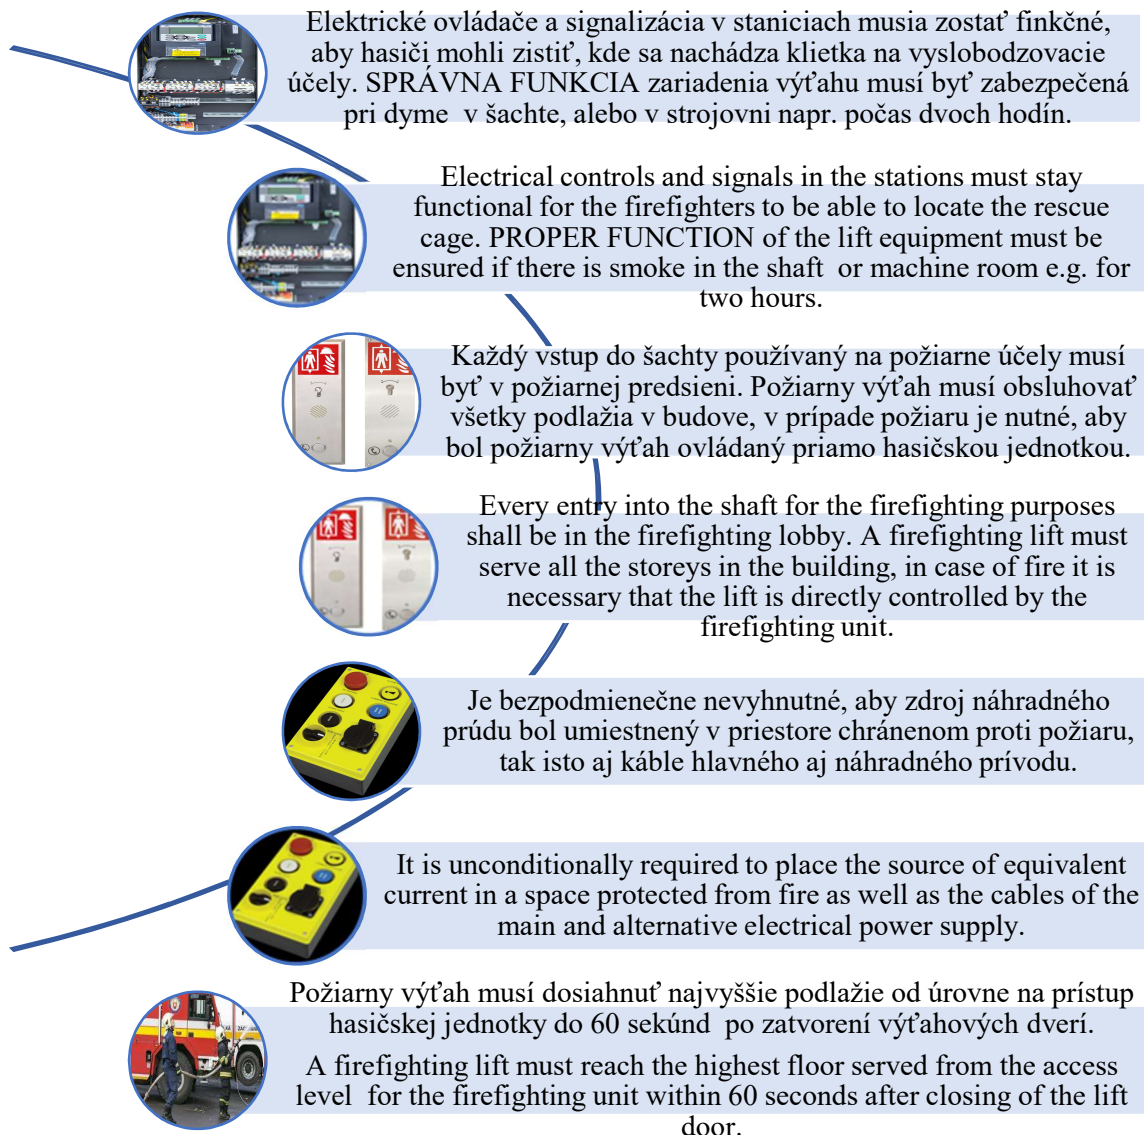 Elektrické ovládače a signalizácia v staniciach musia zostať finkčné,
aby hasiči mohli zistiť, kde sa nachádza klietka na vyslobodzovacie
účely. SPRÁVNA FUNKCIA zariadenia výťahu musí byť zabezpečená
pri dyme v šachte, alebo v strojovni napr. počas dvoch hodín.
Electrical controls and signals in the stations must stay
functional for the firefighters to be able to locate the rescue
cage. PROPER FUNCTION of the lift equipment must be
ensured if there is smoke in the shaft or machine room e.g. for
two hours.
Každý vstup do šachty používaný na požiarne účely musí
byť v požiarnej predsieni. Požiarny výťah musí obsluhovať
všetky podlažia v budove, v prípade požiaru je nutné, aby
bol požiarny výťah ovládaný priamo hasičskou jednotkou.
Every entry into the shaft for the firefighting purposes
shall be in the firefighting lobby. A firefighting lift must
serve all the storeys in the building, in case of fire it is
necessary that the lift is directly controlled by the
firefighting unit.
Je bezpodmienečne nevyhnutné, aby zdroj náhradného
prúdu bol umiestnený v priestore chránenom proti požiaru,
tak isto aj káble hlavného aj náhradného prívodu.
It is unconditionally required to place the source of equivalent
current in a space protected from fire as well as the cables of the
main and alternative electrical power supply.
Požiarny výťah musí dosiahnuť najvyššie podlažie od úrovne na prístup
hasičskej jednotky do 60 sekúnd po zatvorení výťahových dverí.
A firefighting lift must reach the highest floor served from the access
level for the firefighting unit within 60 seconds after closing of the lift
door.